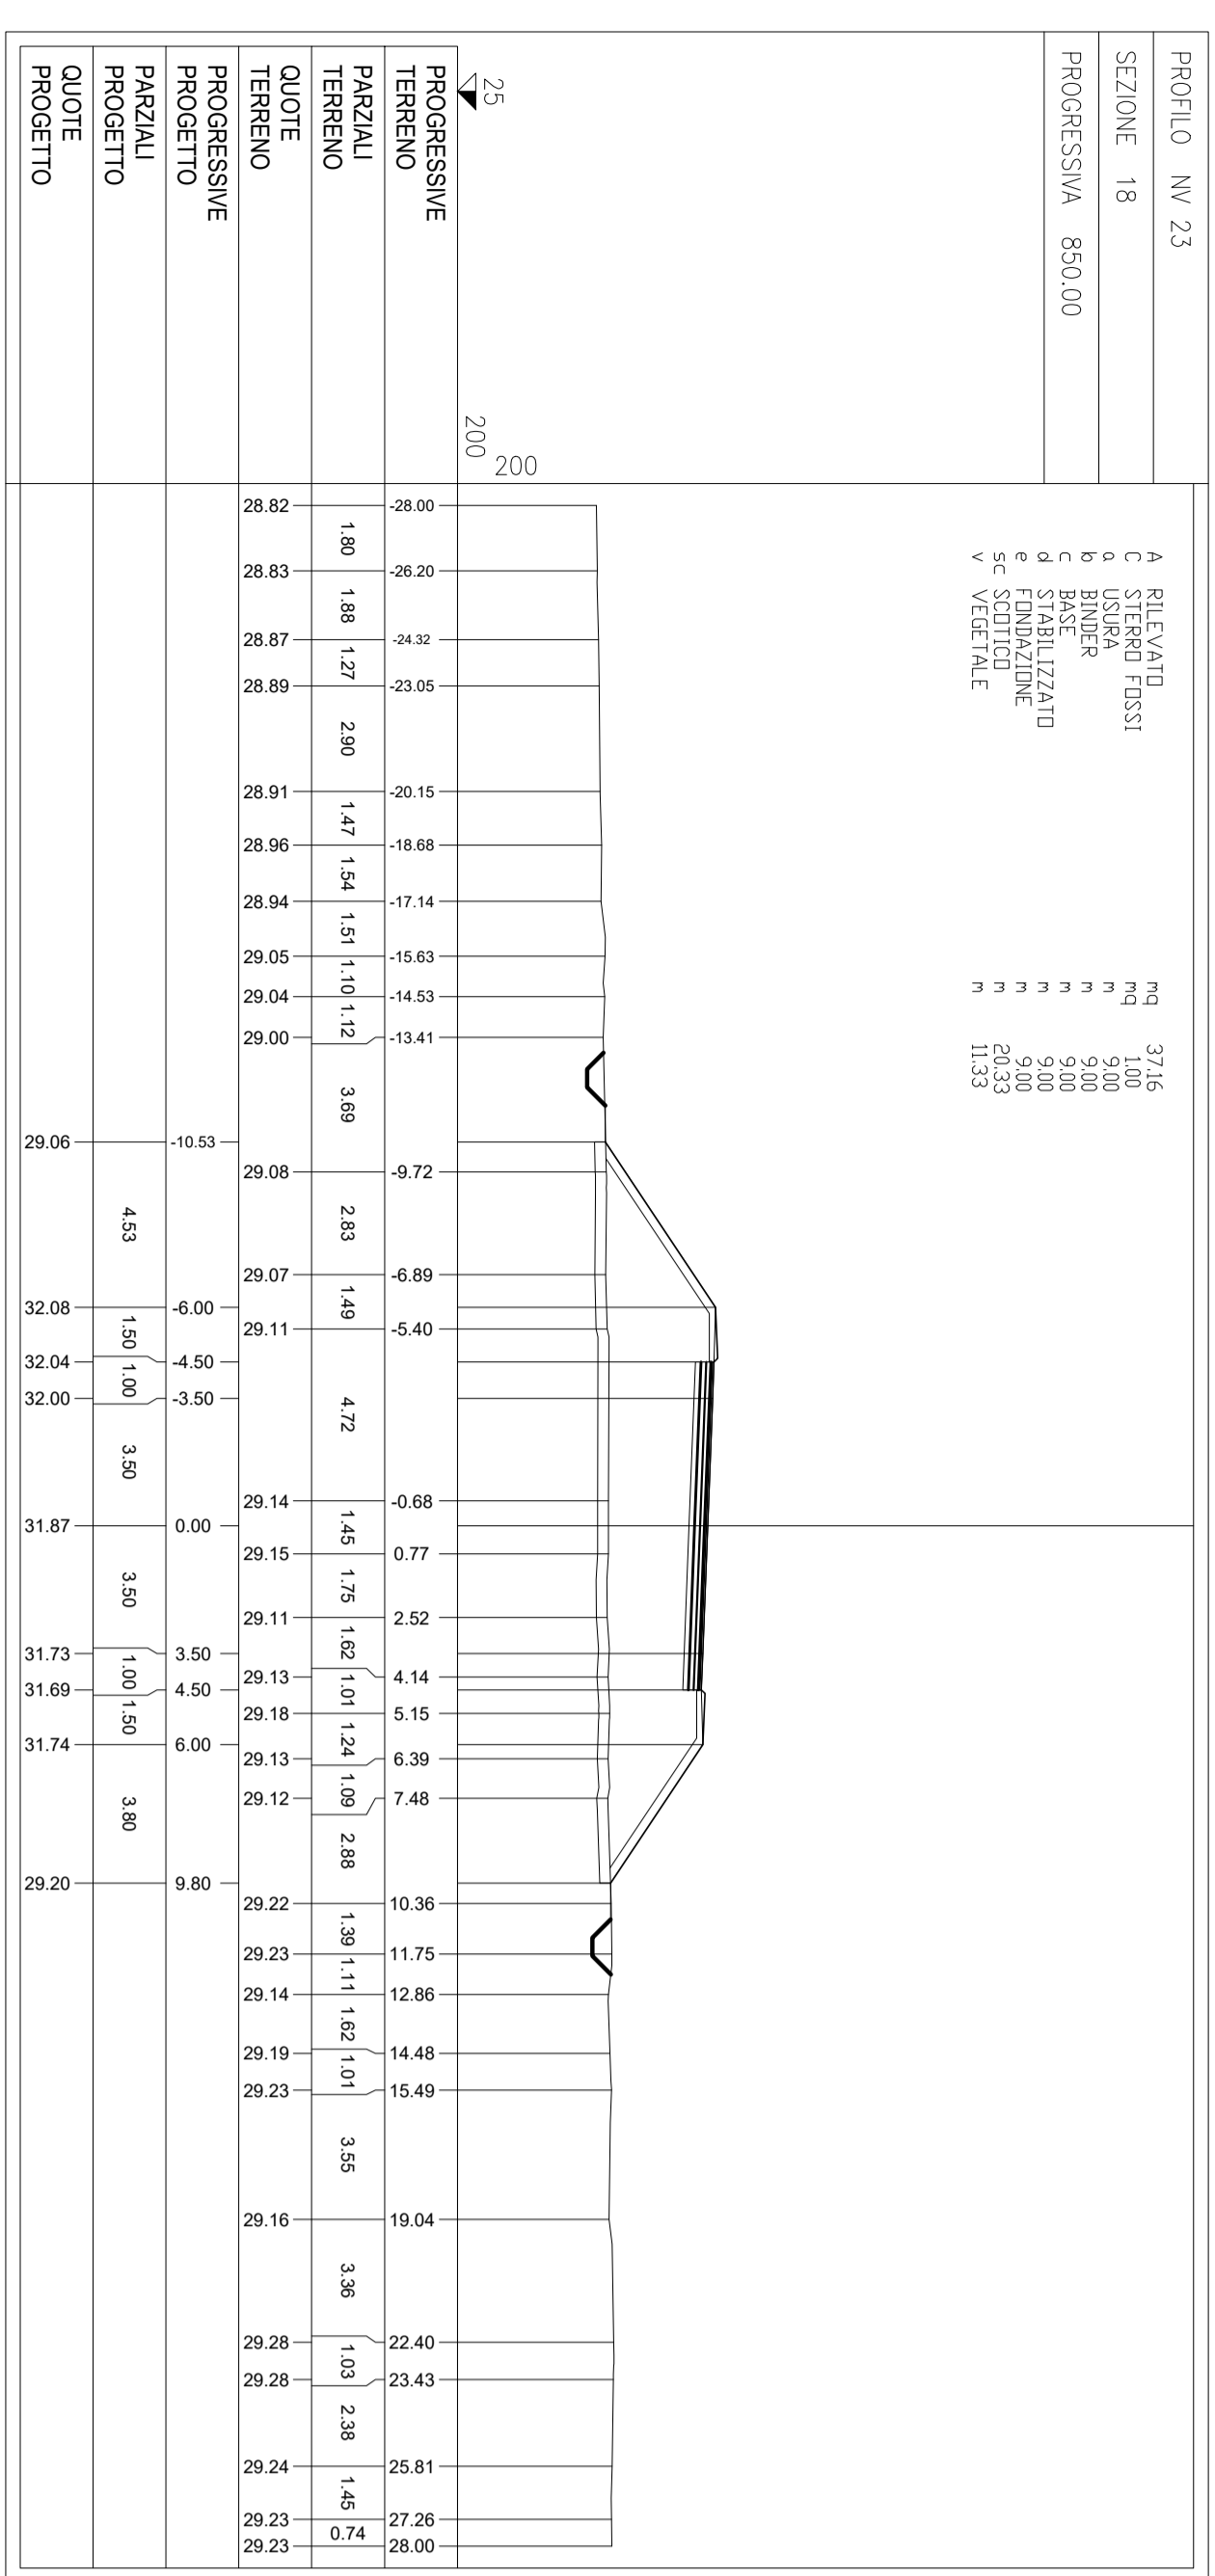 PROFILO NV 23
SEZIONE 18
PROGRESSIVA 850.00
A RILEVATO mq 37.16
C STERRO FOSSI mq 1.00
a USURA m 9.00
b BINDER m 9.00
c BASE m 9.00
d STABILIZZATO m 9.00
e FONDAZIONE m 9.00
sc SCOTICO m 20.33
v VEGETALE m 11.33
25
200
200
PROGRESSIVE
TERRENO
-28.00 -26.20 -24.32 -23.05 -20.15 -18.68 -17.14 -15.63 -14.53 -13.41 -9.72 -6.89 -5.40 -0.68 0.77 2.52 4.14 5.15 6.39 7.48 10.36 11.75 12.86 14.48 15.49 19.04 22.40 23.43 25.81 27.26 28.00
PARZIALI
TERRENO
1.80 1.88 1.27 2.90 1.47 1.54 1.51 1.10 1.12 3.69 2.83 1.49 4.72 1.45 1.75 1.62 1.01 1.24 1.09 2.88 1.39 1.11 1.62 1.01 3.55 3.36 1.03 2.38 1.45 0.74
QUOTE
TERRENO
28.82 28.83 28.87 28.89 28.91 28.96 28.94 29.05 29.04 29.00 29.08 29.07 29.11 29.14 29.15 29.11 29.13 29.18 29.13 29.12 29.22 29.23 29.14 29.19 29.23 29.16 29.28 29.28 29.24 29.23 29.23
PROGRESSIVE
PROGETTO
-10.53 -6.00 -4.50 -3.50 0.00 3.50 4.50 6.00 9.80
PARZIALI
PROGETTO
4.53 1.50 1.00 3.50 3.50 1.00 1.50 3.80
QUOTE
PROGETTO
29.06 32.08 32.04 32.00 31.87 31.73 31.69 31.74 29.20